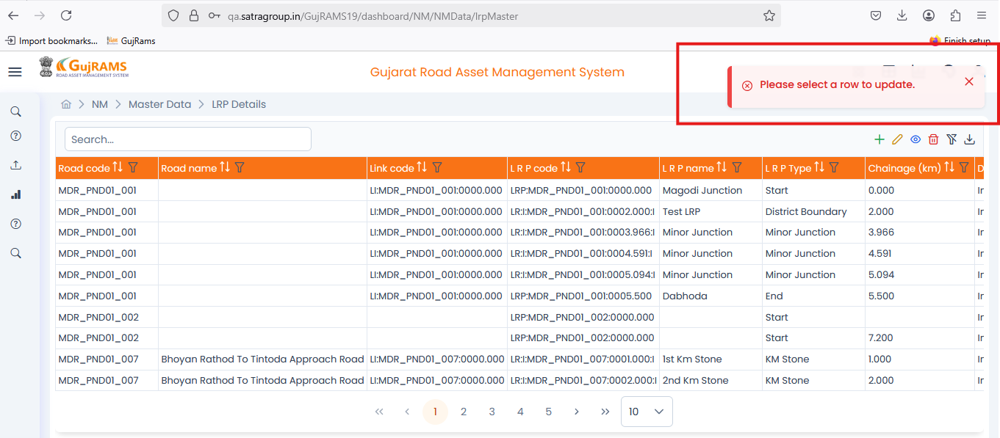 qa.satragroup.in/GujRAMS19/dashboard/NM/NMData/lrpMaster
Import bookmarks... GujRams Finish setup
GUJRAMS
ROAD ASSET MANAGEMENT SYSTEM
Gujarat Road Asset Management System
Please select a row to update.
NM Master Data LRP Details
Search...
Road code Road name Link code L R P code L R P name L R P Type Chainage (km) D
MDR_PND01_001 LI:MDR_PND01_001:0000.000 LRP:MDR_PND01_001:0000.000 Magodi Junction Start 0.000 Ir
MDR_PND01_001 LI:MDR_PND01_001:0000.000 LR:I:MDR_PND01_001:0002.000:I Test LRP District Boundary 2.000 Ir
MDR_PND01_001 LI:MDR_PND01_001:0000.000 LR:I:MDR_PND01_001:0003.966:I Minor Junction Minor Junction 3.966 Ir
MDR_PND01_001 LI:MDR_PND01_001:0000.000 LR:I:MDR_PND01_001:0004.591:I Minor Junction Minor Junction 4.591 Ir
MDR_PND01_001 LI:MDR_PND01_001:0000.000 LR:I:MDR_PND01_001:0005.094:I Minor Junction Minor Junction 5.094 Ir
MDR_PND01_001 LI:MDR_PND01_001:0000.000 LRP:MDR_PND01_001:0005.500 Dabhoda End 5.500 Ir
MDR_PND01_002 LRP:MDR_PND01_002:0000.000 Start Ir
MDR_PND01_002 LRP:MDR_PND01_002:0000.000 Start 7.200 Ir
MDR_PND01_007 Bhoyan Rathod To Tintoda Approach Road LI:MDR_PND01_007:0000.000 LR:I:MDR_PND01_007:0001.000:I 1st Km Stone KM Stone 1.000 Ir
MDR_PND01_007 Bhoyan Rathod To Tintoda Approach Road LI:MDR_PND01_007:0000.000 LR:I:MDR_PND01_007:0002.000:I 2nd Km Stone KM Stone 2.000 Ir
« ‹ 1 2 3 4 5 › » 10